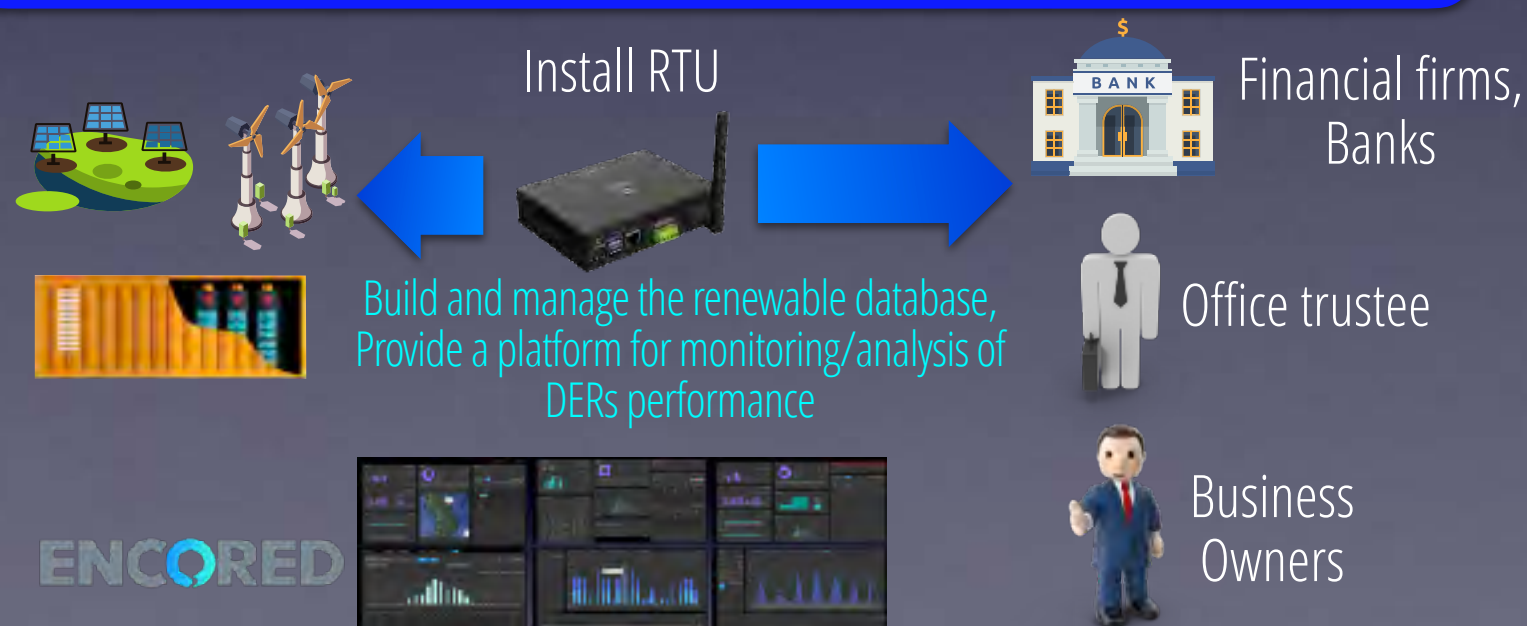 Install RTU
$
BANK
Financial firms,
Banks
Build and manage the renewable database,
Provide a platform for monitoring/analysis of
DERs performance
Office trustee
Business
Owners
ENCORED